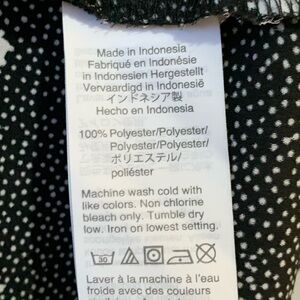 Made in Indonesia
Fabriqué en Indonésie
in Indonesien Hergestellt
Vervaardigd in Indonesië
インドネシア製
Hecho en Indonesia
100% Polyester/Polyester/
Polyester/Polyester/
ポリエステル/
poliéster
Machine wash cold with
like colors. Non chlorine
bleach only. Tumble dry
low. Iron on lowest setting.
30
Laver à la machine à l'eau
froide avec des couleurs